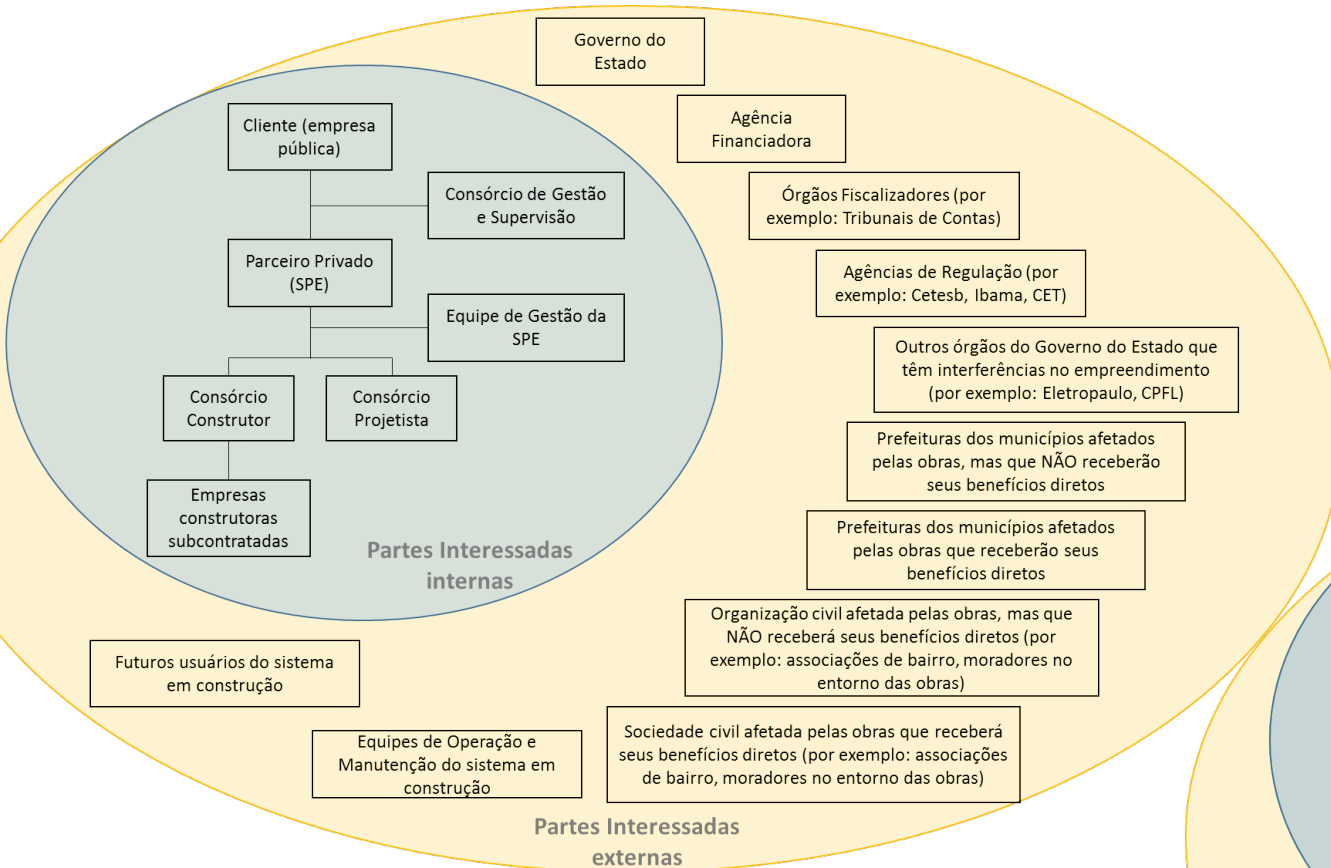 Governo do
Estado
Agência
Financiadora
Órgãos Fiscalizadores (por
exemplo: Tribunais de Contas)
Agências de Regulação (por
exemplo: Cetesb, Ibama, CET)
Outros órgãos do Governo do Estado que
têm interferências no empreendimento
(por exemplo: Eletropaulo, CPFL)
Prefeituras dos municípios afetados
pelas obras, mas que NÃO receberão
seus benefícios diretos
Prefeituras dos municípios afetados
pelas obras que receberão seus
benefícios diretos
Organização civil afetada pelas obras, mas que
NÃO receberá seus benefícios diretos (por
exemplo: associações de bairro, moradores no
entorno das obras)
Sociedade civil afetada pelas obras que receberá
seus benefícios diretos (por exemplo: associações
de bairro, moradores no entorno das obras)
Cliente (empresa
pública)
Consórcio de Gestão
e Supervisão
Parceiro Privado
(SPE)
Equipe de Gestão da
SPE
Consórcio
Construtor
Consórcio
Projetista
Empresas
construtoras
subcontratadas
Partes Interessadas
internas
Futuros usuários do sistema
em construção
Equipes de Operação e
Manutenção do sistema em
construção
Partes Interessadas
externas